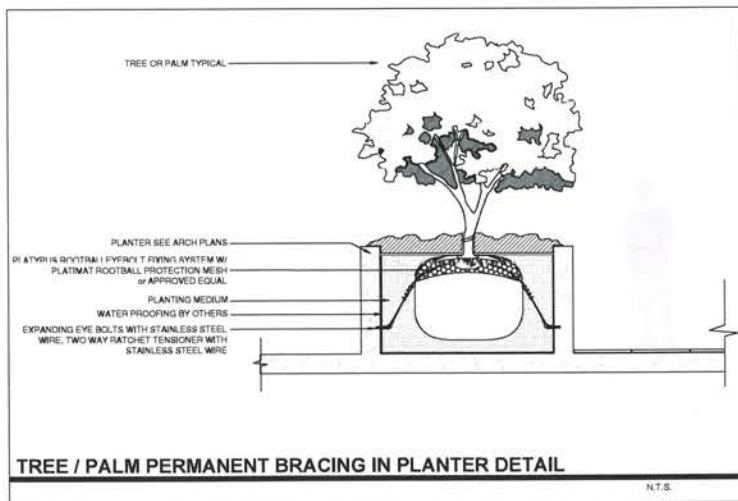 TREE OR PALM TYPICAL
PLANTER SEE ARCH PLANS
PLATYPUS ROOTBALL EYEBOLT FIXING SYSTEM W/
PLATIMAT ROOTBALL PROTECTION MESH
or APPROVED EQUAL
PLANTING MEDIUM
WATER PROOFING BY OTHERS
EXPANDING EYE BOLTS WITH STAINLESS STEEL
WIRE, TWO WAY RATCHET TENSIONER WITH
STAINLESS STEEL WIRE
TREE / PALM PERMANENT BRACING IN PLANTER DETAIL
N.T.S.